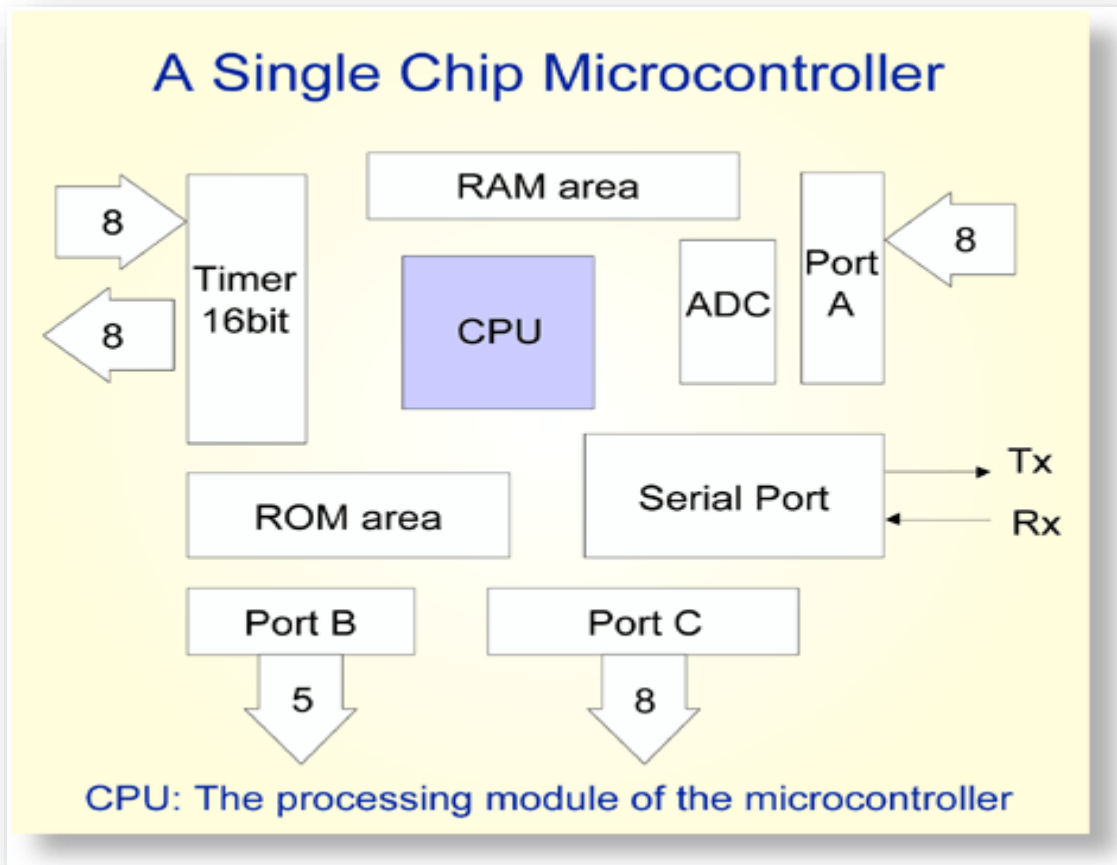 A Single Chip Microcontroller
RAM area
8
8
Timer
16bit
Port
A
ADC
CPU
8
Tx
Serial Port
ROM area
Rx
Port B
Port C
5
8
CPU: The processing module of the microcontroller